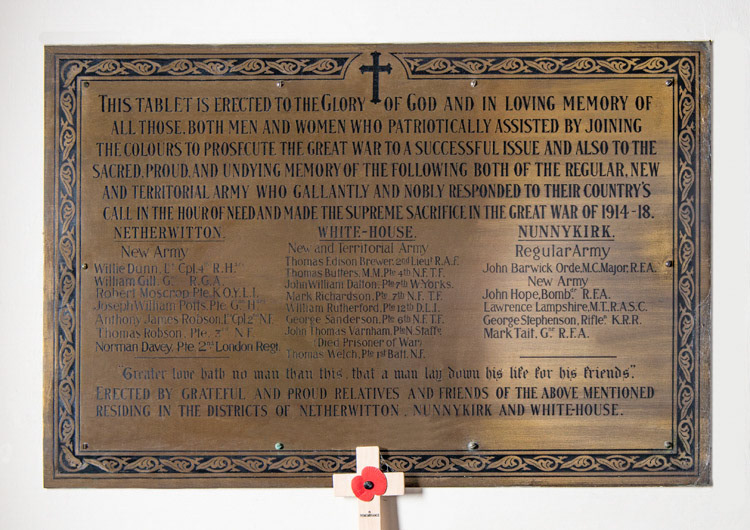 THIS TABLET IS ERECTED TO THE GLORY OF GOD AND IN LOVING MEMORY OF
ALL THOSE, BOTH MEN AND WOMEN WHO PATRIOTICALLY ASSISTED BY JOINING
THE COLOURS TO PROSECUTE THE GREAT WAR TO A SUCCESSFUL ISSUE AND ALSO TO THE
SACRED, PROUD, AND UNDYING MEMORY OF THE FOLLOWING BOTH OF THE REGULAR, NEW
AND TERRITORIAL ARMY WHO GALLANTLY AND NOBLY RESPONDED TO THEIR COUNTRY'S
CALL IN THE HOUR OF NEED AND MADE THE SUPREME SACRIFICE IN THE GREAT WAR OF 1914-18.
NETHERWITTON.
New Army
Willie Dunn, Lce Cpl. 4th R.H.
William Gill, Gnr R.G.A.
Robert Moscrop, Pte. K.O.Y.L.I.
Joseph William Potts Pte. G. H
Anthony James Robson, Lce Cpl. 2nd N.F.
Thomas Robson, Pte. 7th N.F.
Norman Davey, Pte. 2nd London Regt.
WHITE-HOUSE.
New and Territorial Army
Thomas Edison Brewer, 2nd Lieut R.A.F.
Thomas Butters, M.M. Pte 4th N.F. T.F.
John William Dalton, Pte 7th W. Yorks.
Mark Richardson, Pte 7th N.F. T.F.
William Rutherford, Pte 12th D.L.I.
George Sanderson, Pte 6th N.F. T.F.
John Thomas Varnham, Pte N. Staffs
(Died Prisoner of War)
Thomas Welch, Pte 1st Batt. N.F.
NUNNYKIRK.
Regular Army
John Barwick Orde, M.C. Major, R.F.A.
New Army
John Hope, Bombdr R.F.A.
Lawrence Lampshire, M.T., R.A.S.C.
George Stephenson, Riflen K.R.R.
Mark Tait, Gnr R.F.A.
"Greater love hath no man than this, that a man lay down his life for his friends."
ERECTED BY GRATEFUL AND PROUD RELATIVES AND FRIENDS OF THE ABOVE MENTIONED
RESIDING IN THE DISTRICTS OF NETHERWITTON, NUNNYKIRK AND WHITE-HOUSE.